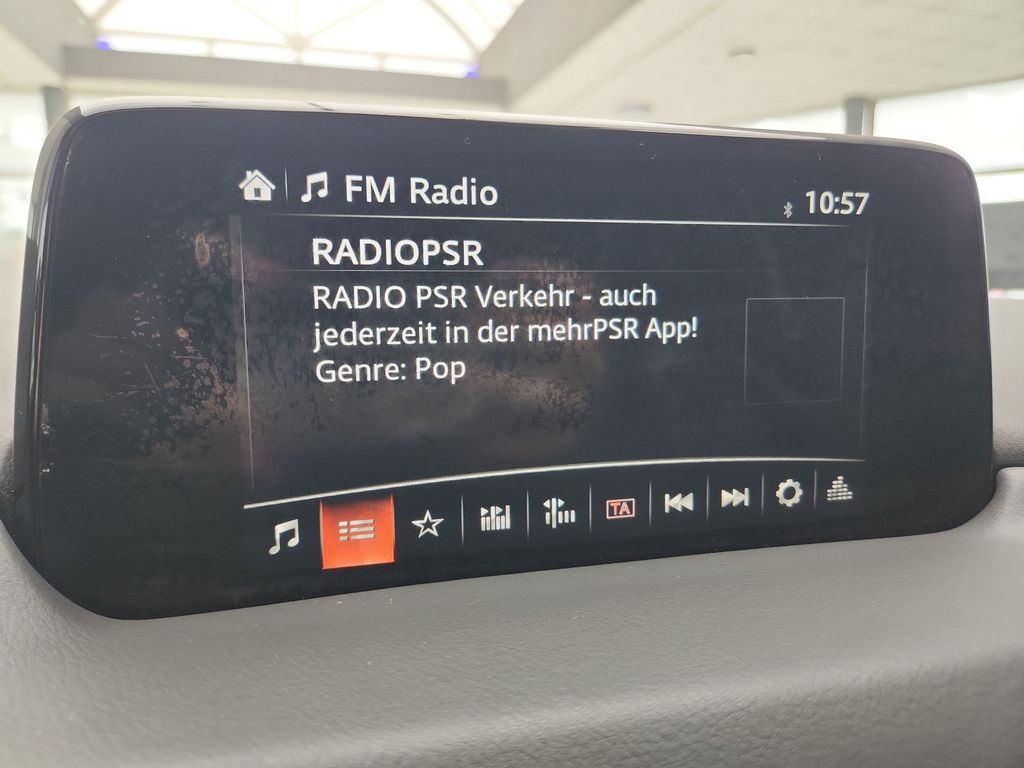 FM Radio
10:57
RADIOPSR
RADIO PSR Verkehr - auch
jederzeit in der mehrPSR App!
Genre: Pop
TA